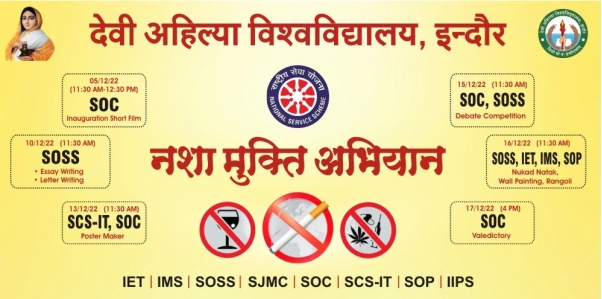 देवी अहिल्या विश्वविद्यालय, इन्दौर
05/12/22
(11:30 AM-12:30 PM)
SOC
Inauguration Short Film
10/12/22 (11:30 AM)
SOSS
• Essay Writing
• Letter Writing
13/12/22 (11:30 AM)
SCS-IT, SOC
Poster Maker
राष्ट्रीय सेवा योजना
NATIONAL SERVICE SCHEME
नशा मुक्ति अभियान
15/12/22 (11:30 AM)
SOC, SOSS
Debate Competition
16/12/22 (11:30 AM)
SOSS, IET, IMS, SOP
Nukad Natak,
Wall Painting, Rangoli
17/12/22 (4 PM)
SOC
Valedictory
IET | IMS | SOSS | SJMC | SOC | SCS-IT | SOP | IIPS